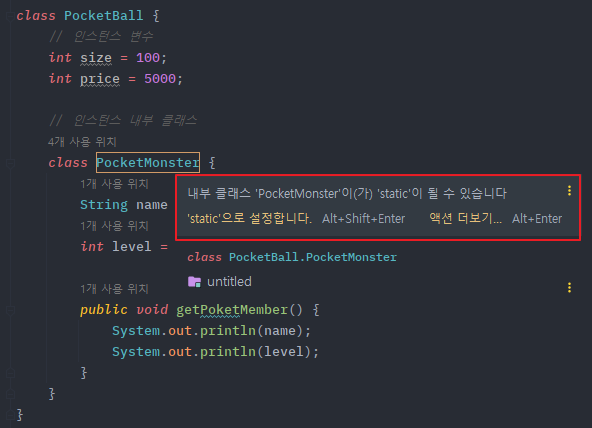 class PocketBall {
// 인스턴스 변수
int size = 100;
int price = 5000;
// 인스턴스 내부 클래스
4개 사용 위치
class PocketMonster {
1개 사용 위치
내부 클래스 'PocketMonster'이(가) 'static'이 될 수 있습니다
String name
'static'으로 설정합니다. Alt+Shift+Enter 액션 더보기... Alt+Enter
1개 사용 위치
int level =
class PocketBall.PocketMonster
untitled
1개 사용 위치
public void getPoketMember() {
System.out.println(name);
System.out.println(level);
}
}
}